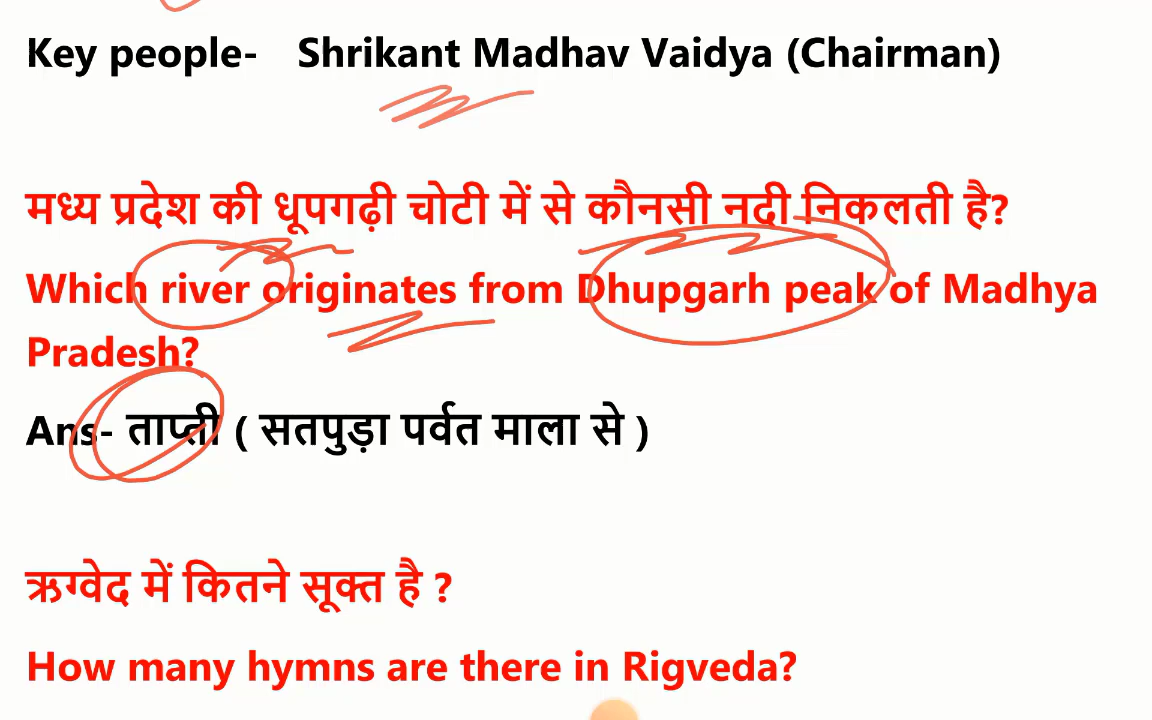 Key people- Shrikant Madhav Vaidya (Chairman)
मध्य प्रदेश की धूपगढ़ी चोटी में से कौनसी नदी निकलती है?
Which river originates from Dhupgarh peak of Madhya
Pradesh?
Ans- ताप्ती ( सतपुड़ा पर्वत माला से )
ऋग्वेद में कितने सूक्त है ?
How many hymns are there in Rigveda?